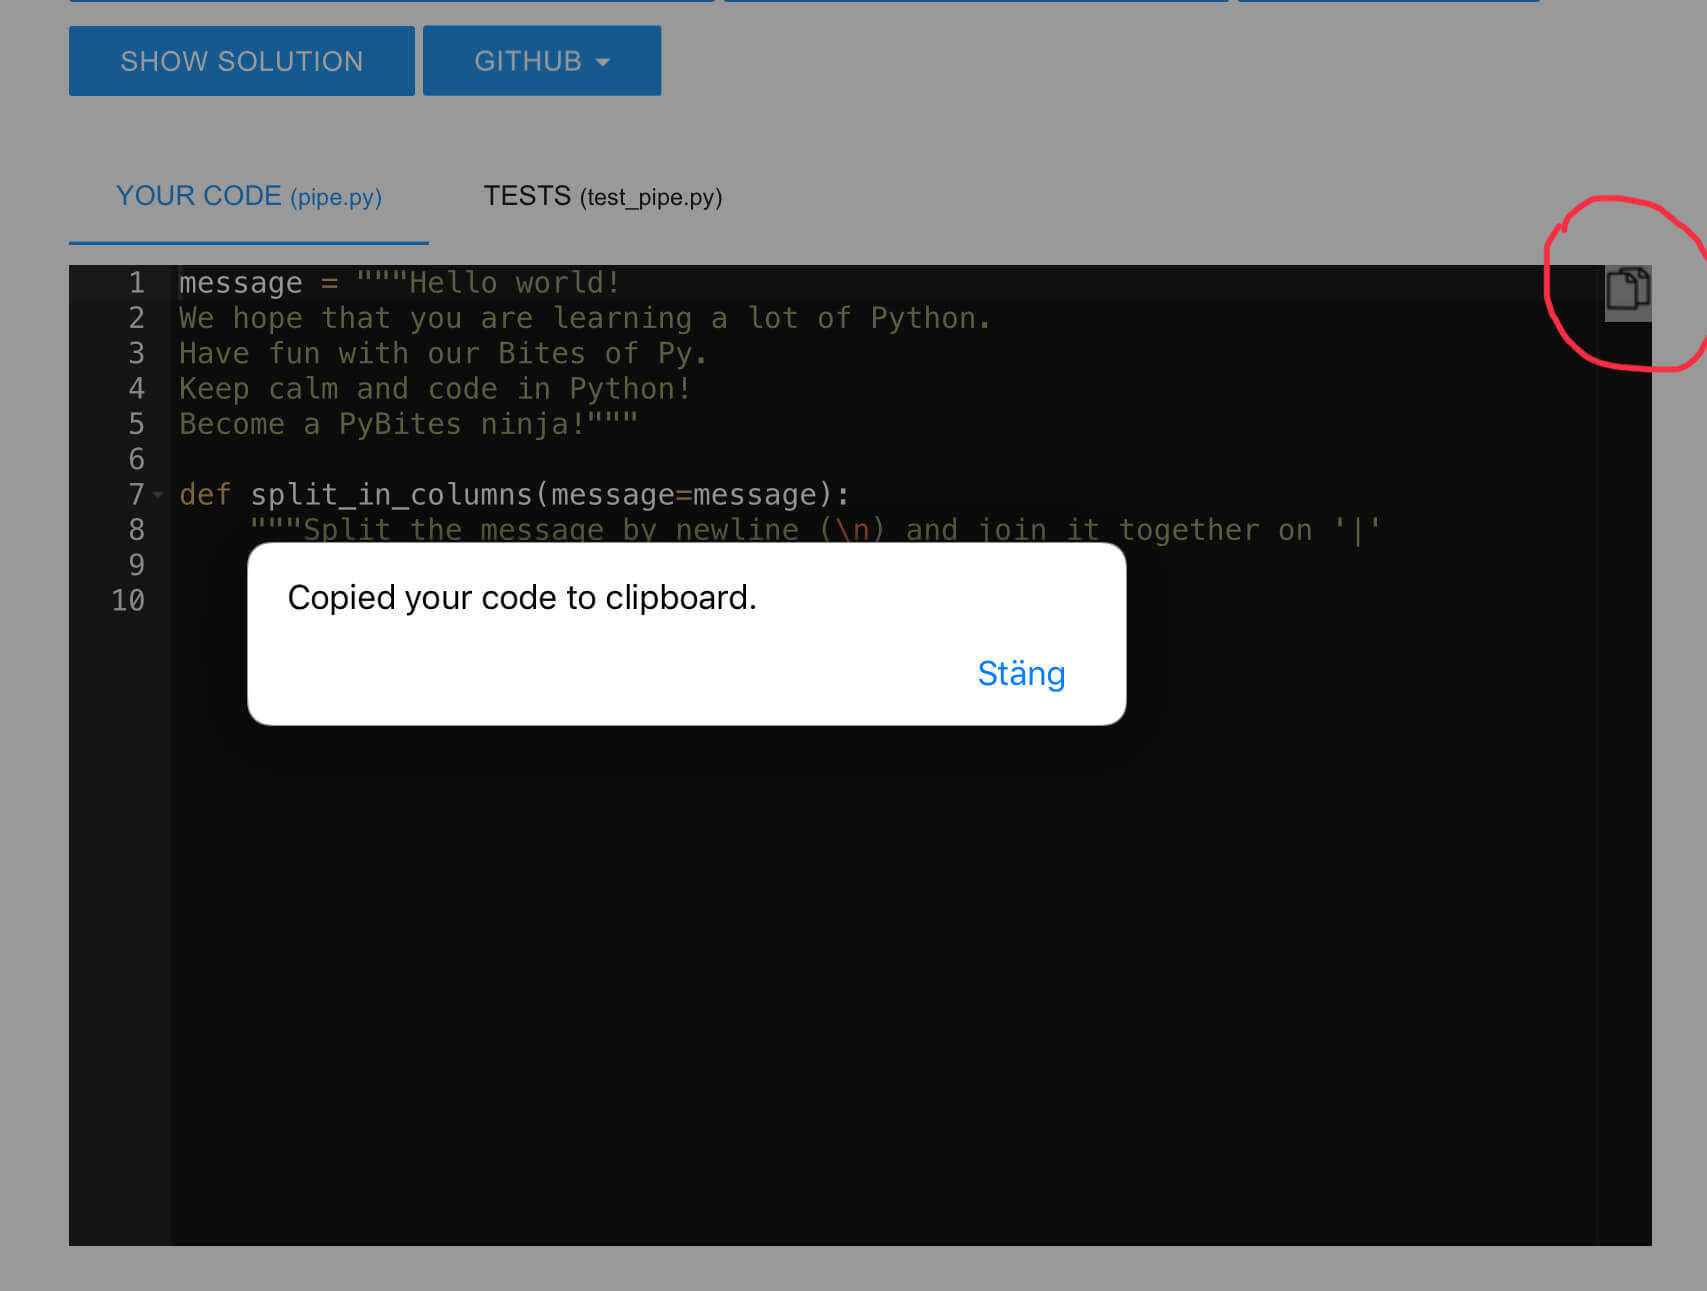 SHOW SOLUTION
GITHUB
YOUR CODE (pipe.py)
TESTS (test_pipe.py)
1 message = """Hello world!
2 We hope that you are learning a lot of Python.
3 Have fun with our Bites of Py.
4 Keep calm and code in Python!
5 Become a PyBites ninja!"""
6
7 def split_in_columns(message=message):
8     """Split the message by newline (\n) and join it together on '|'
9
10
Copied your code to clipboard.
Stäng